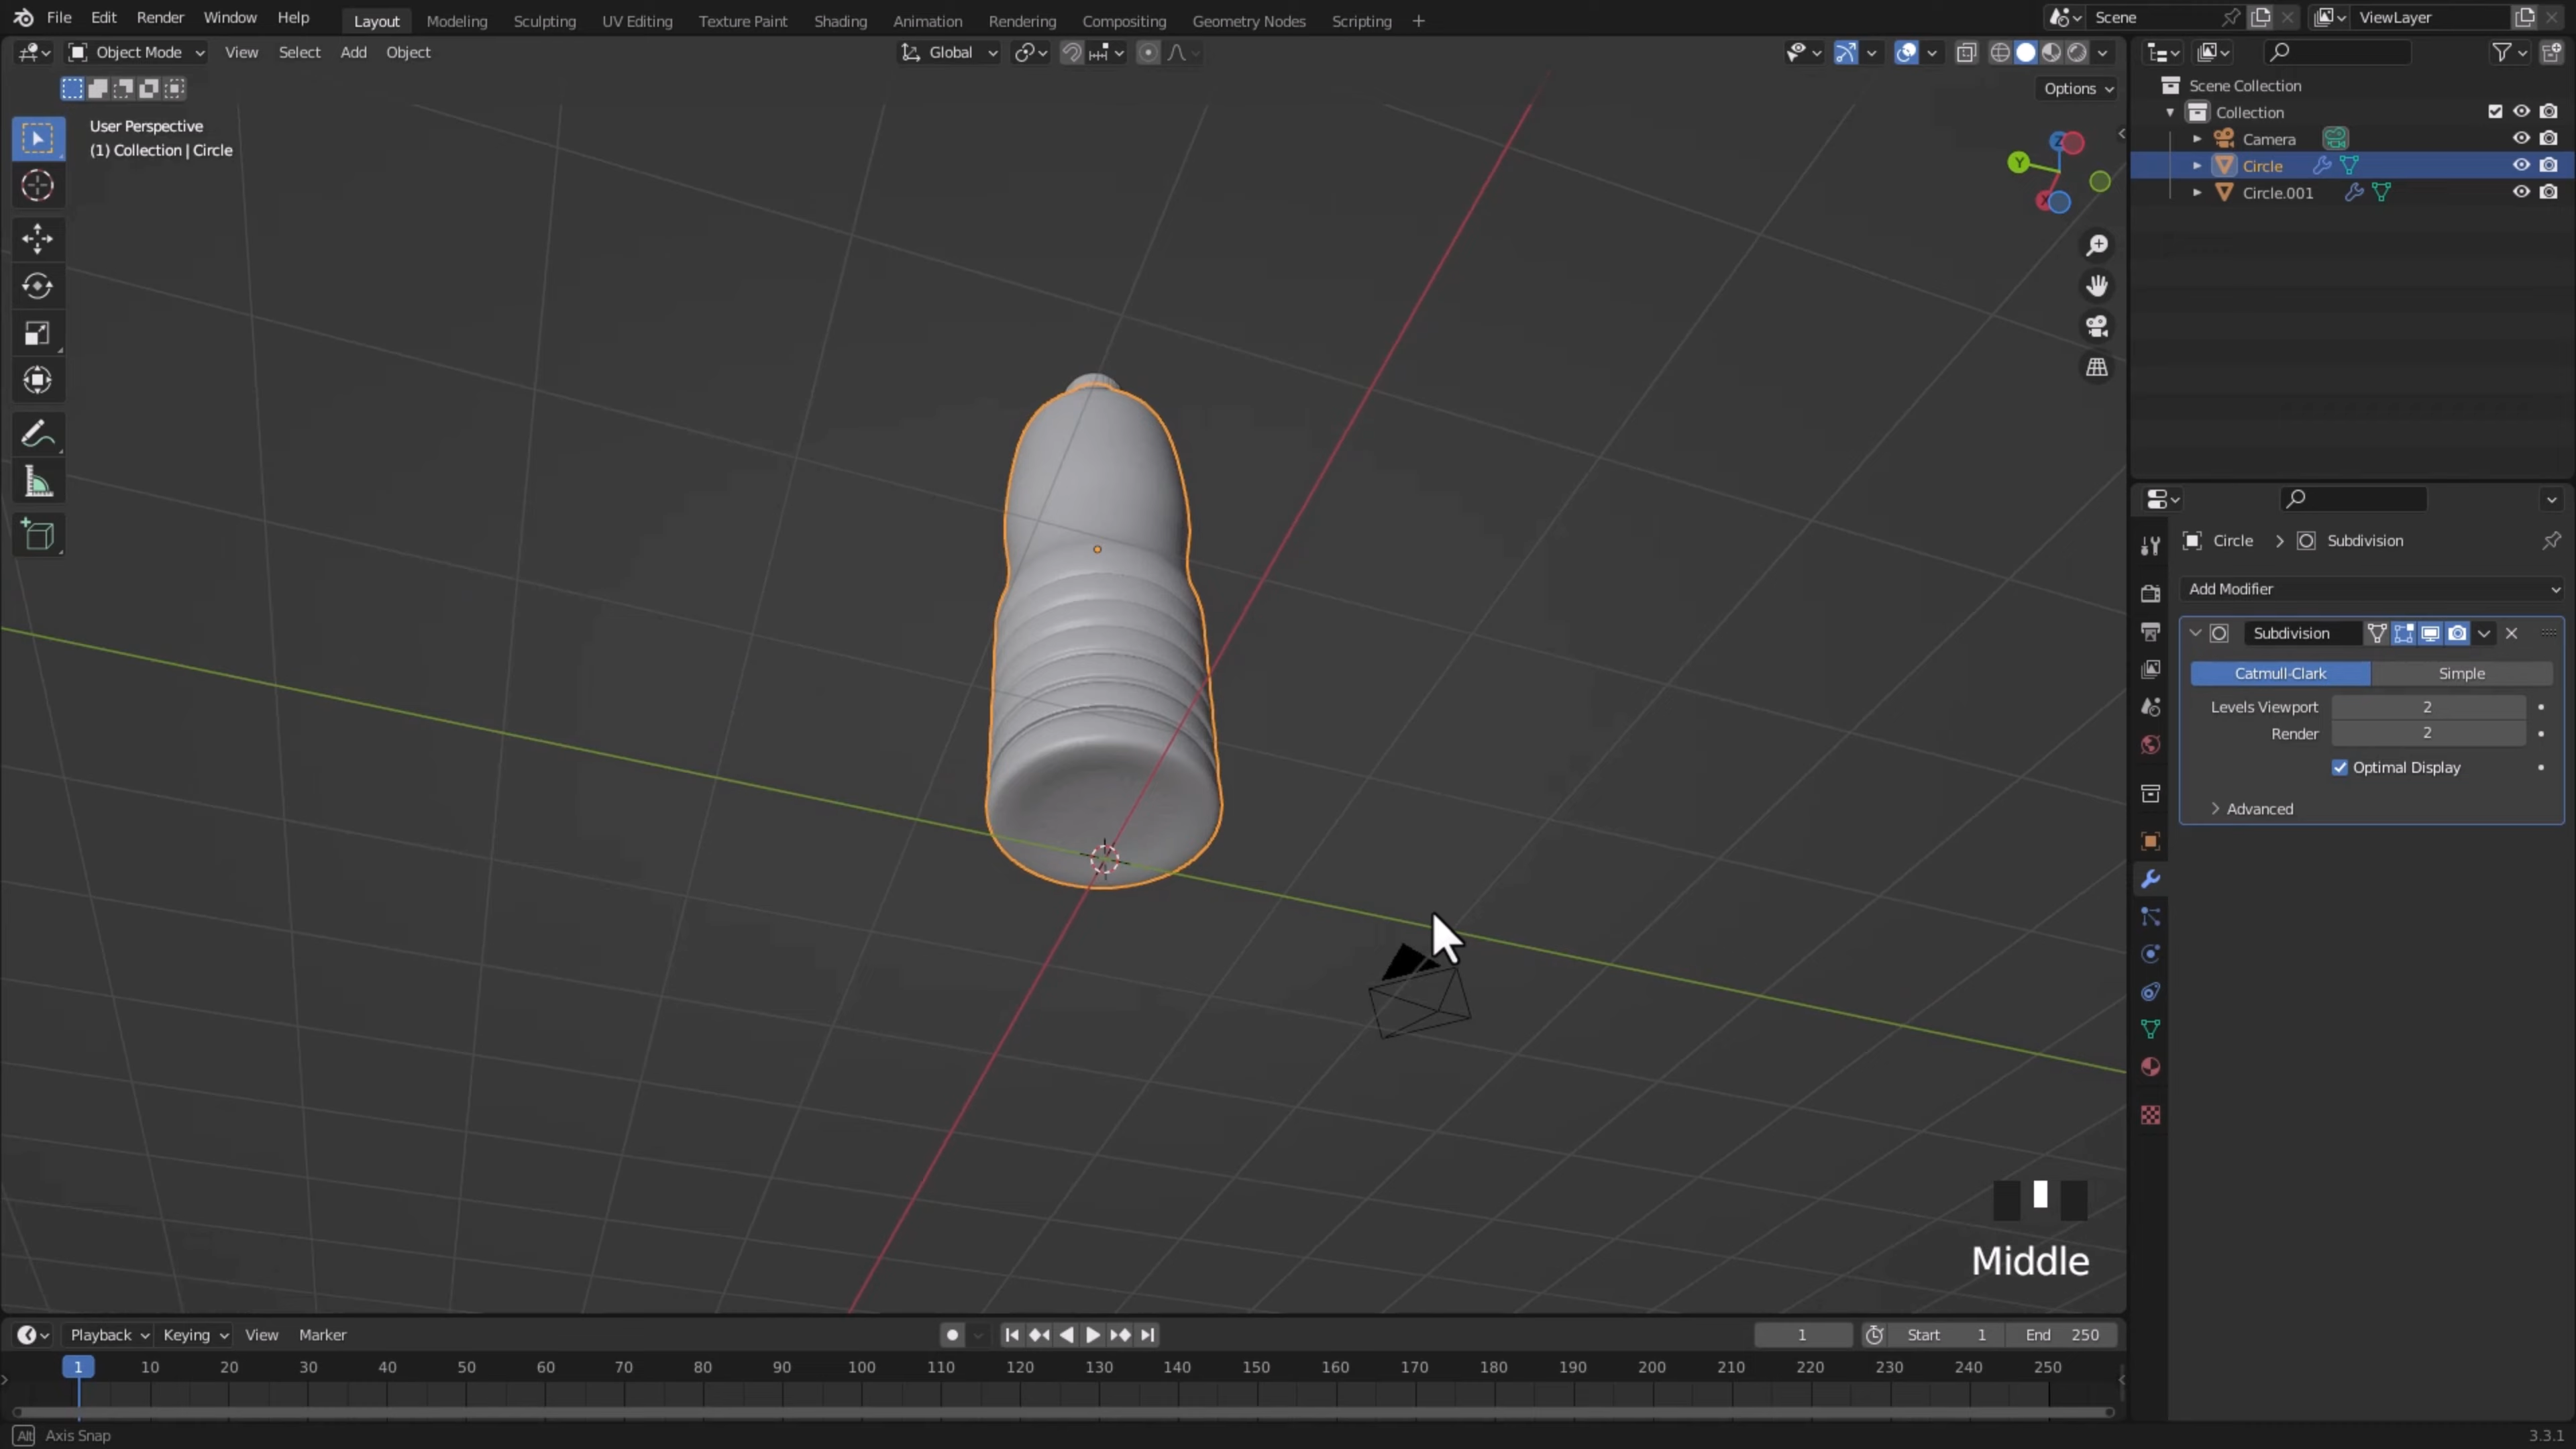 File Edit Render Window Help
Layout Modeling Sculpting UV Editing Texture Paint Shading Animation Rendering Compositing Geometry Nodes Scripting +
Scene
ViewLayer
Object Mode View Select Add Object
Global
Options
User Perspective
(1) Collection | Circle
Z
Y
X
Scene Collection
Collection
Camera
Circle
Circle.001
Circle > Subdivision
Add Modifier
Subdivision
Catmull-Clark Simple
Levels Viewport 2
Render 2
Optimal Display
Advanced
Middle
Playback Keying View Marker
1 Start 1 End 250
1 10 20 30 40 50 60 70 80 90 100 110 120 130 140 150 160 170 180 190 200 210 220 230 240 250
Alt Axis Snap
3.3.1